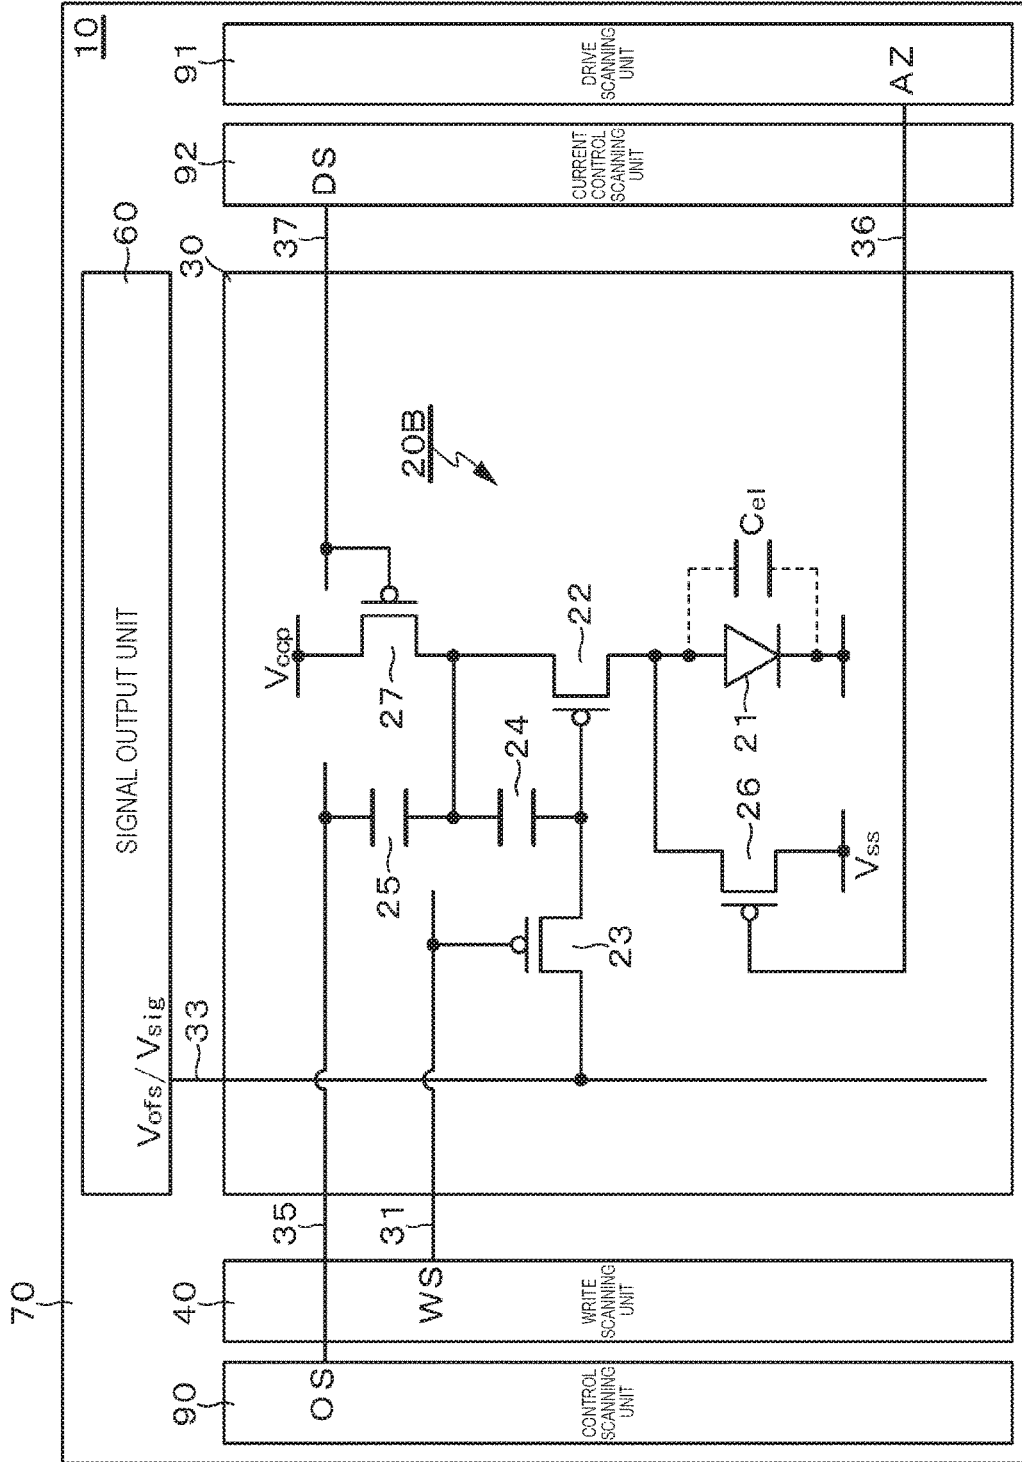 10
70
60
SIGNAL OUTPUT UNIT
Vofs/Vsig
33
30
90
OS
CONTROL
SCANNING
UNIT
40
WS
WRITE
SCANNING
UNIT
35
31
Vccp
27
25
24
22
23
20B
26
21
Cel
Vss
37
36
92
DS
CURRENT
CONTROL
SCANNING
UNIT
91
AZ
DRIVE
SCANNING
UNIT